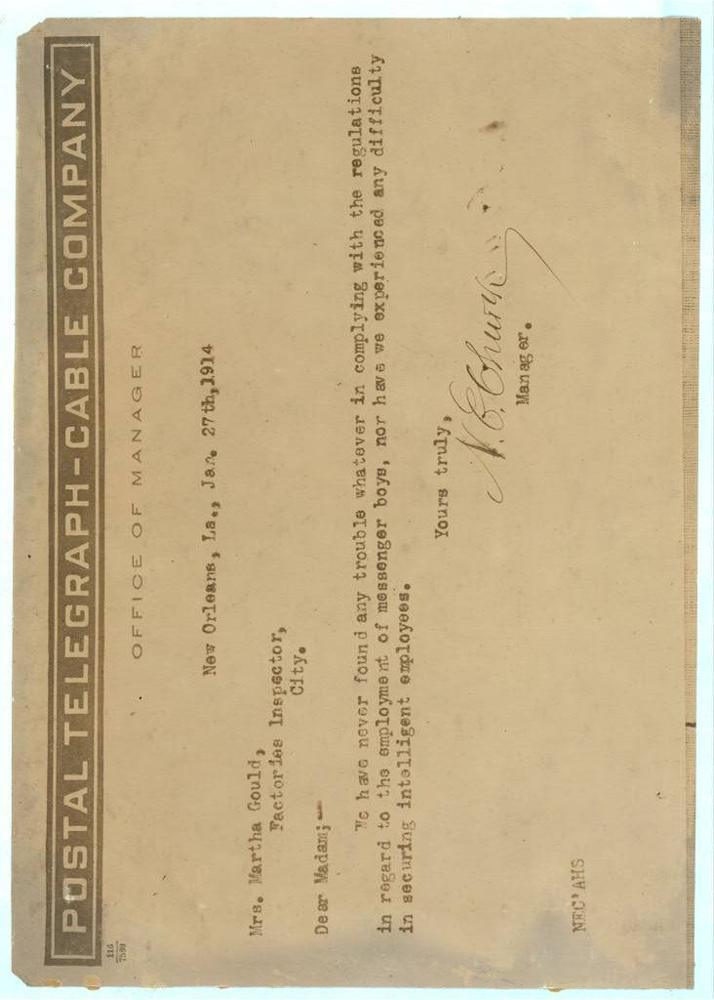 POSTAL TELEGRAPH-CABLE COMPANY
115
7589
OFFICE OF MANAGER
New Orleans, La., Jan. 27th,1914
Mrs. Martha Gould,
Factories Inspector,
City.
Dear Madam;-
We have never found any trouble whatever in complying with the regulations
in regard to the employment of messenger boys, nor have we experienced any difficulty
in securing intelligent employees.
Yours truly,
N. E. Church
Manager.
NEC'AHS